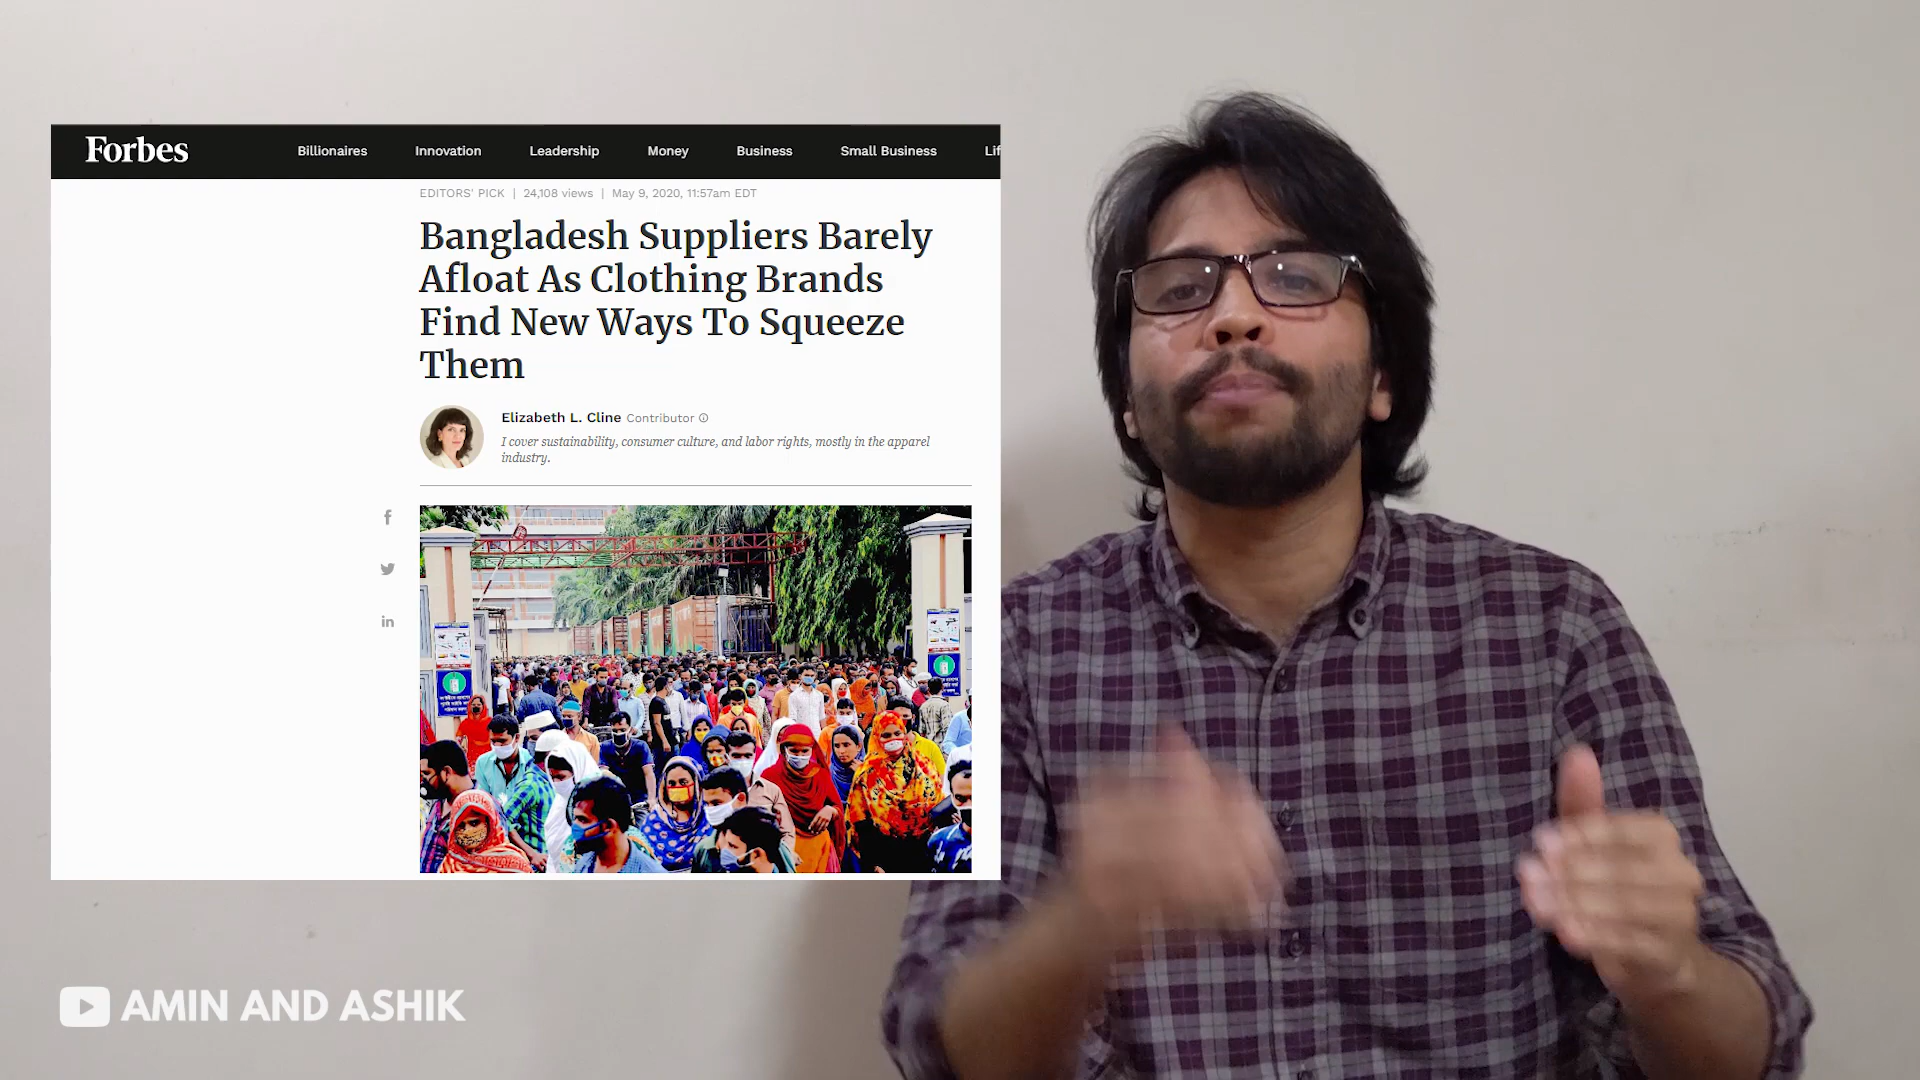 Forbes
Billionaires Innovation Leadership Money Business Small Business Lif
EDITORS' PICK | 24,108 views | May 9, 2020, 11:57am EDT
Bangladesh Suppliers Barely
Afloat As Clothing Brands
Find New Ways To Squeeze
Them
Elizabeth L. Cline Contributor
I cover sustainability, consumer culture, and labor rights, mostly in the apparel
industry.
f
in
AMIN AND ASHIK